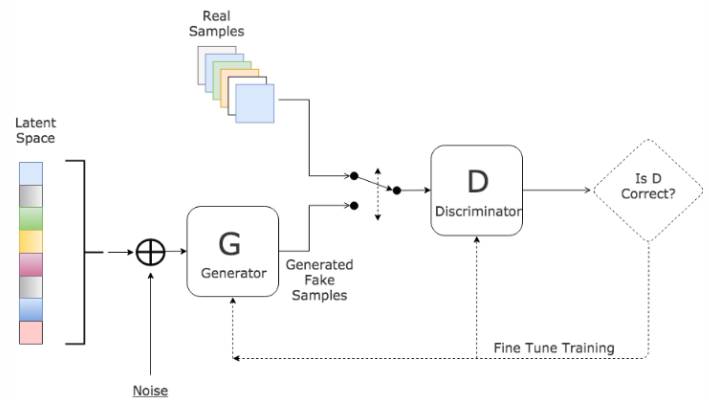 Real
Samples
Latent
Space
D
Discriminator
Is D
Correct?
G
Generator
Generated
Fake
Samples
Fine Tune Training
Noise